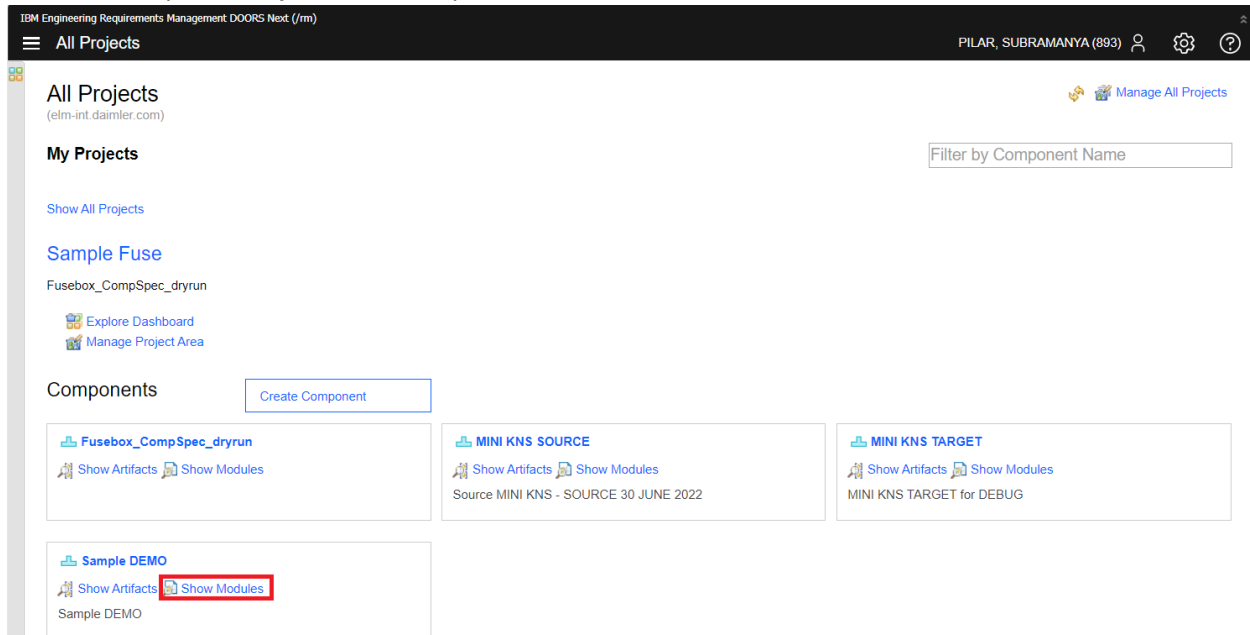 IBM Engineering Requirements Management DOORS Next (/rm)
All Projects
PILAR, SUBRAMANYA (893)
All Projects
Manage All Projects
(elm-int.daimler.com)
My Projects
Filter by Component Name
Show All Projects
Sample Fuse
Fusebox_CompSpec_dryrun
Explore Dashboard
Manage Project Area
Components
Create Component
Fusebox_CompSpec_dryrun
Show Artifacts Show Modules
MINI KNS SOURCE
Show Artifacts Show Modules
Source MINI KNS - SOURCE 30 JUNE 2022
MINI KNS TARGET
Show Artifacts Show Modules
MINI KNS TARGET for DEBUG
Sample DEMO
Show Artifacts Show Modules
Sample DEMO